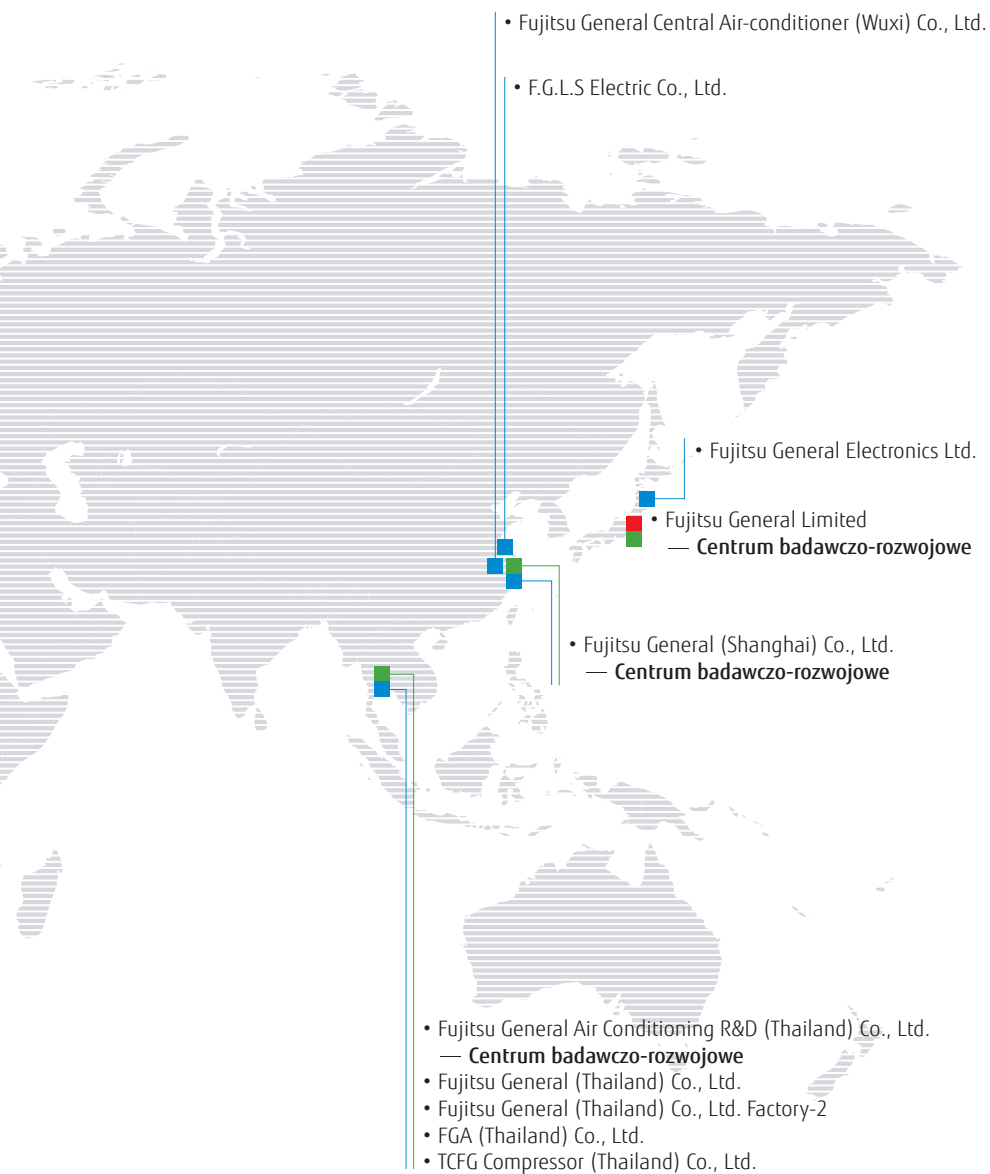 • Fujitsu General Central Air-conditioner (Wuxi) Co., Ltd.
• F.G.L.S Electric Co., Ltd.
• Fujitsu General Electronics Ltd.
• Fujitsu General Limited
— Centrum badawczo-rozwojowe
• Fujitsu General (Shanghai) Co., Ltd.
— Centrum badawczo-rozwojowe
• Fujitsu General Air Conditioning R&D (Thailand) Co., Ltd.
— Centrum badawczo-rozwojowe
• Fujitsu General (Thailand) Co., Ltd.
• Fujitsu General (Thailand) Co., Ltd. Factory-2
• FGA (Thailand) Co., Ltd.
• TCFG Compressor (Thailand) Co., Ltd.